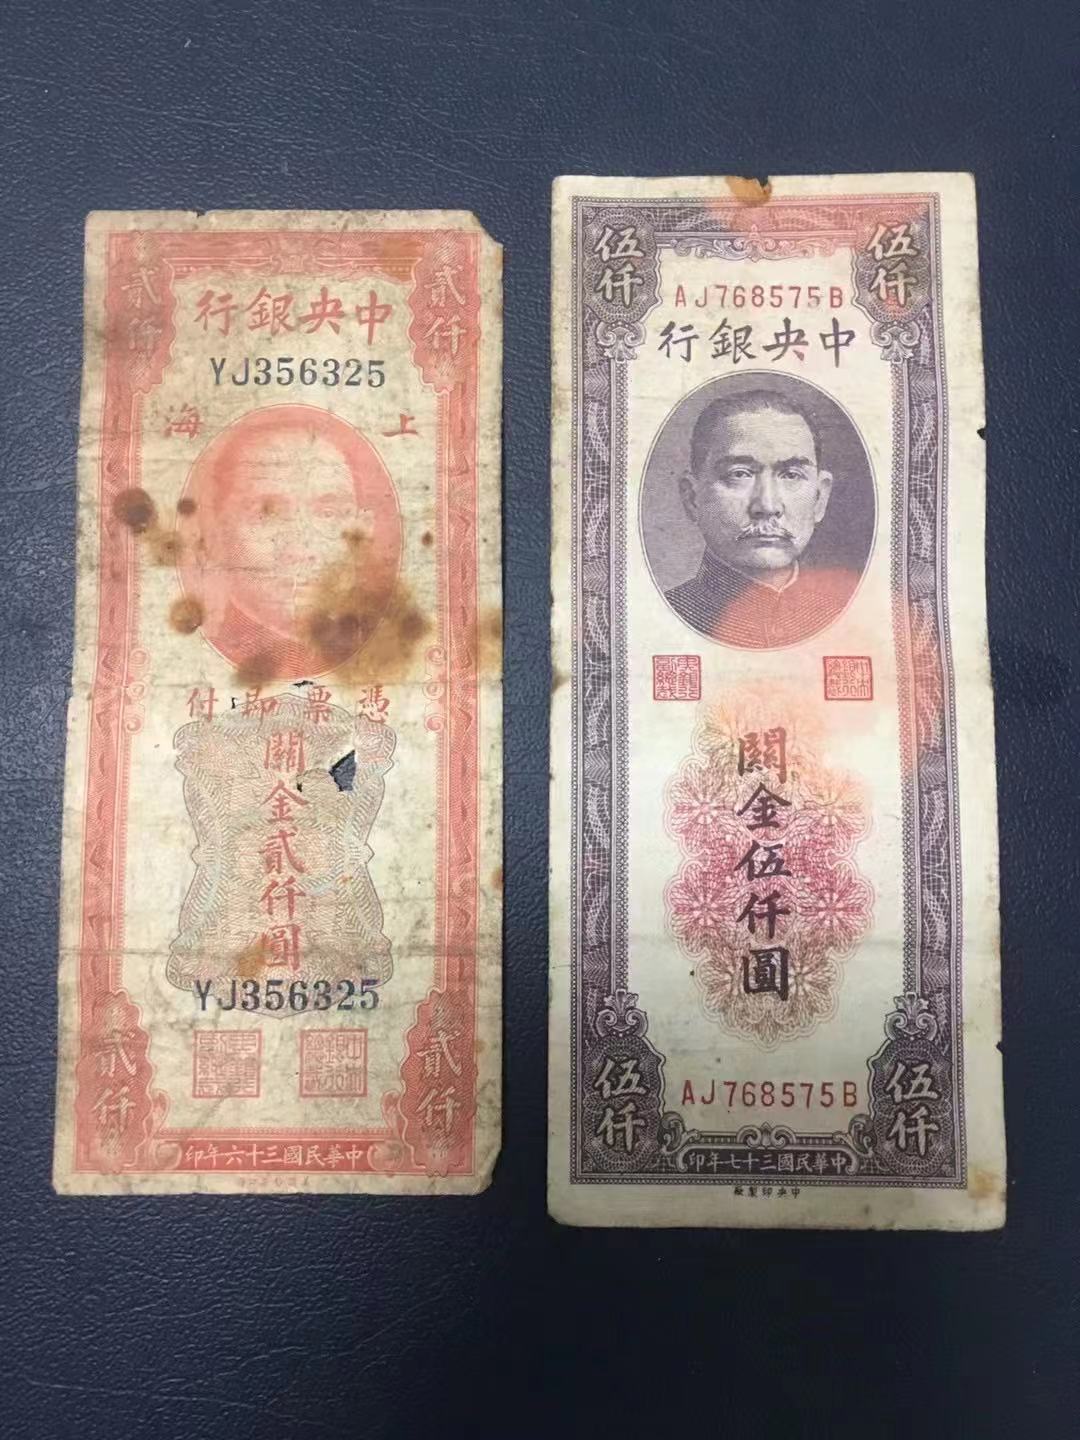 貳仟
貳仟
中央銀行
YJ356325
上海
憑票即付
關金貳仟圓
YJ356325
貳仟
貳仟
中華民國三十六年印
伍仟
伍仟
AJ768575B
中央銀行
關金伍仟圓
AJ768575B
伍仟
伍仟
中華民國三十七年印
中央印製廠